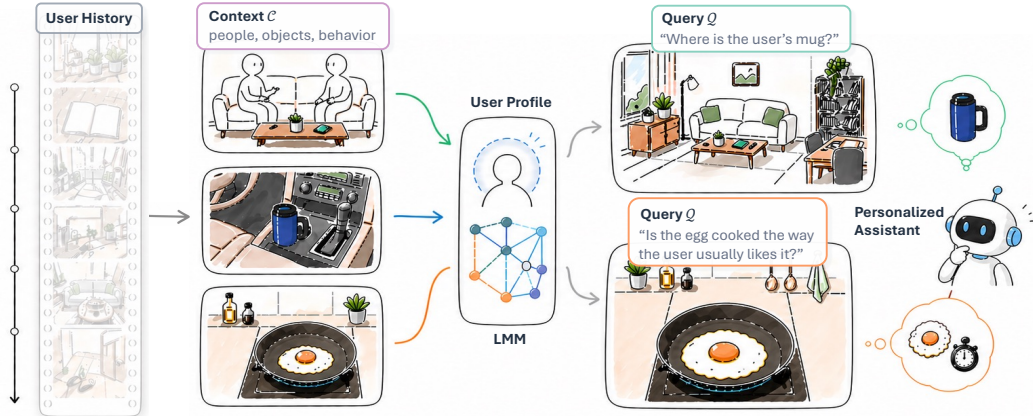 User History
Context 𝒞
people, objects, behavior
User Profile
LMM
Query 𝒬
“Where is the user’s mug?”
Query 𝒬
“Is the egg cooked the way
the user usually likes it?”
Personalized
Assistant